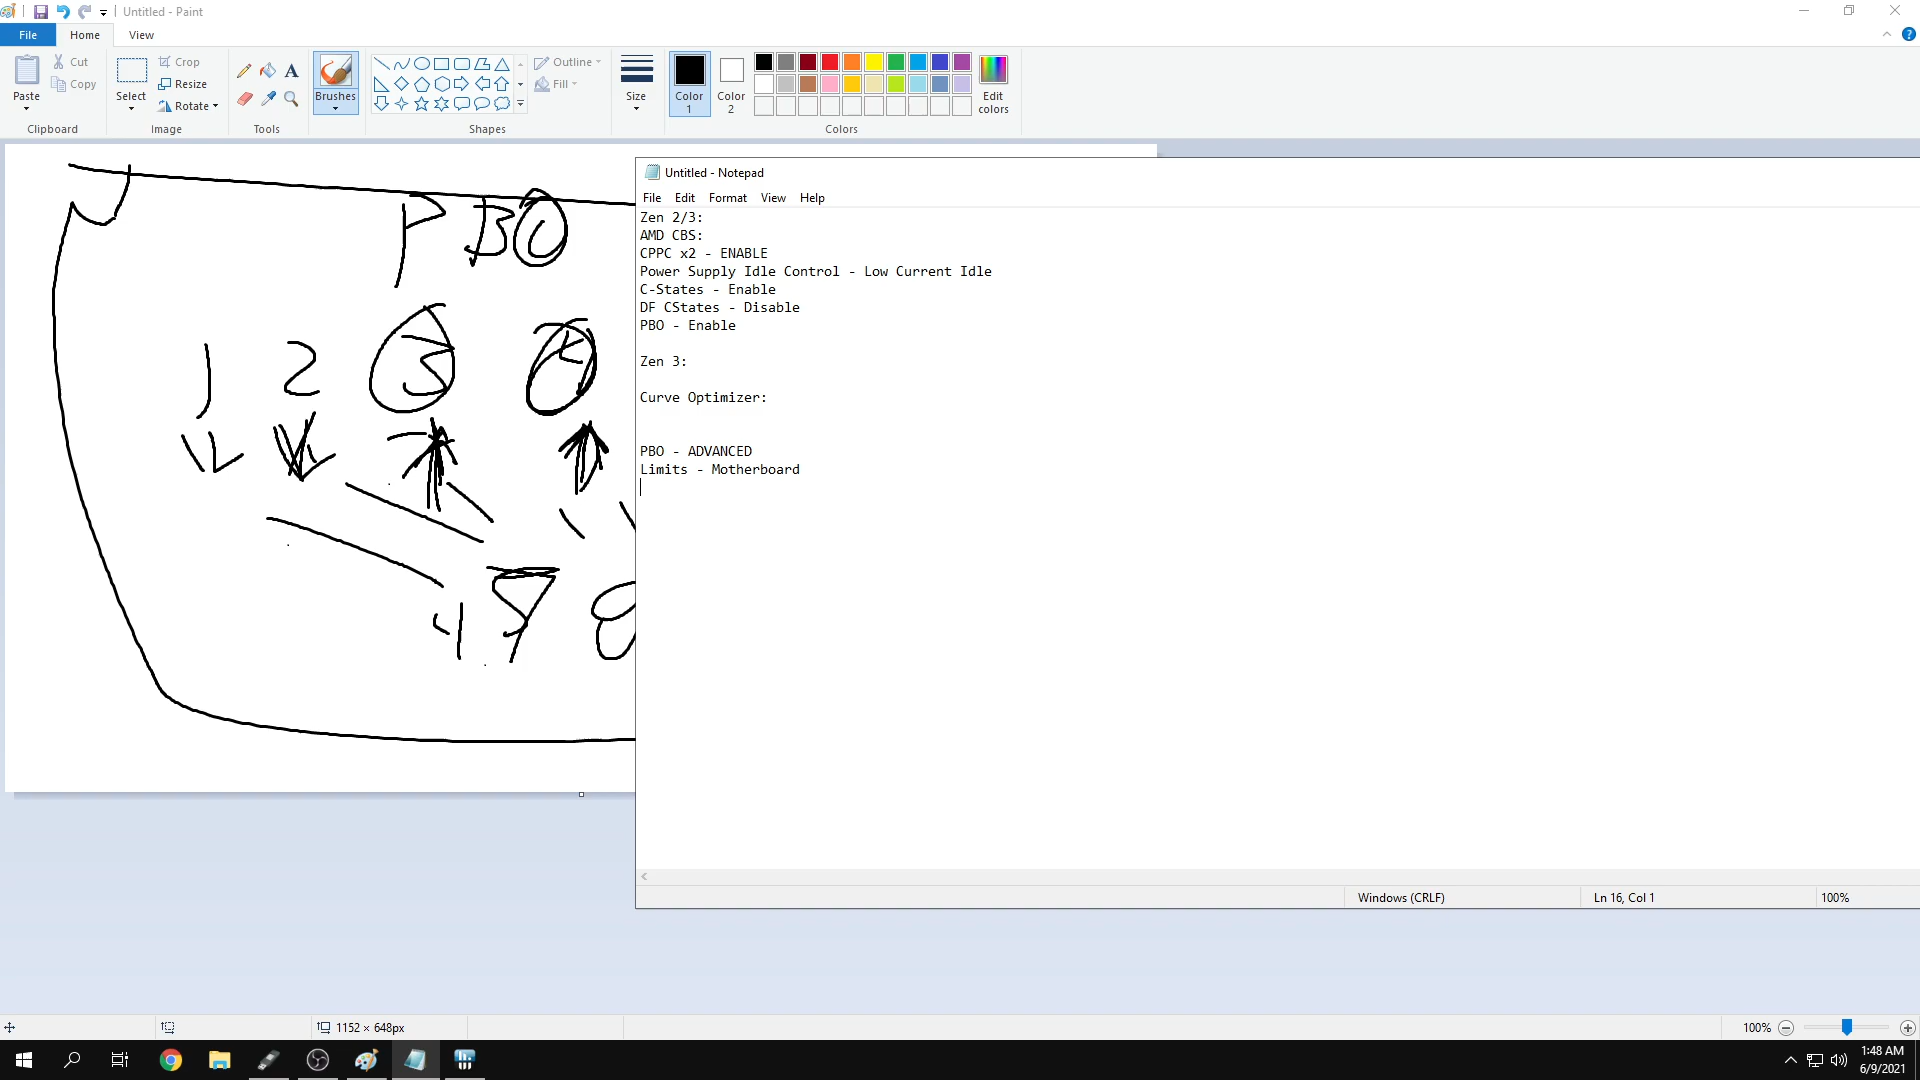 Untitled - Paint
File Home View
Paste
Cut
Copy
Clipboard
Select
Crop
Resize
Rotate
Image
Tools
Brushes
Shapes
Outline
Fill
Size
Color
1
Color
2
Edit
colors
Colors
PBO
1 2 3 4
Untitled - Notepad
File Edit Format View Help
Zen 2/3:
AMD CBS:
CPPC x2 - ENABLE
Power Supply Idle Control - Low Current Idle
C-States - Enable
DF CStates - Disable
PBO - Enable
Zen 3:
Curve Optimizer:
PBO - ADVANCED
Limits - Motherboard
Windows (CRLF) Ln 16, Col 1 100%
1152 × 648px 100%
1:48 AM
6/9/2021